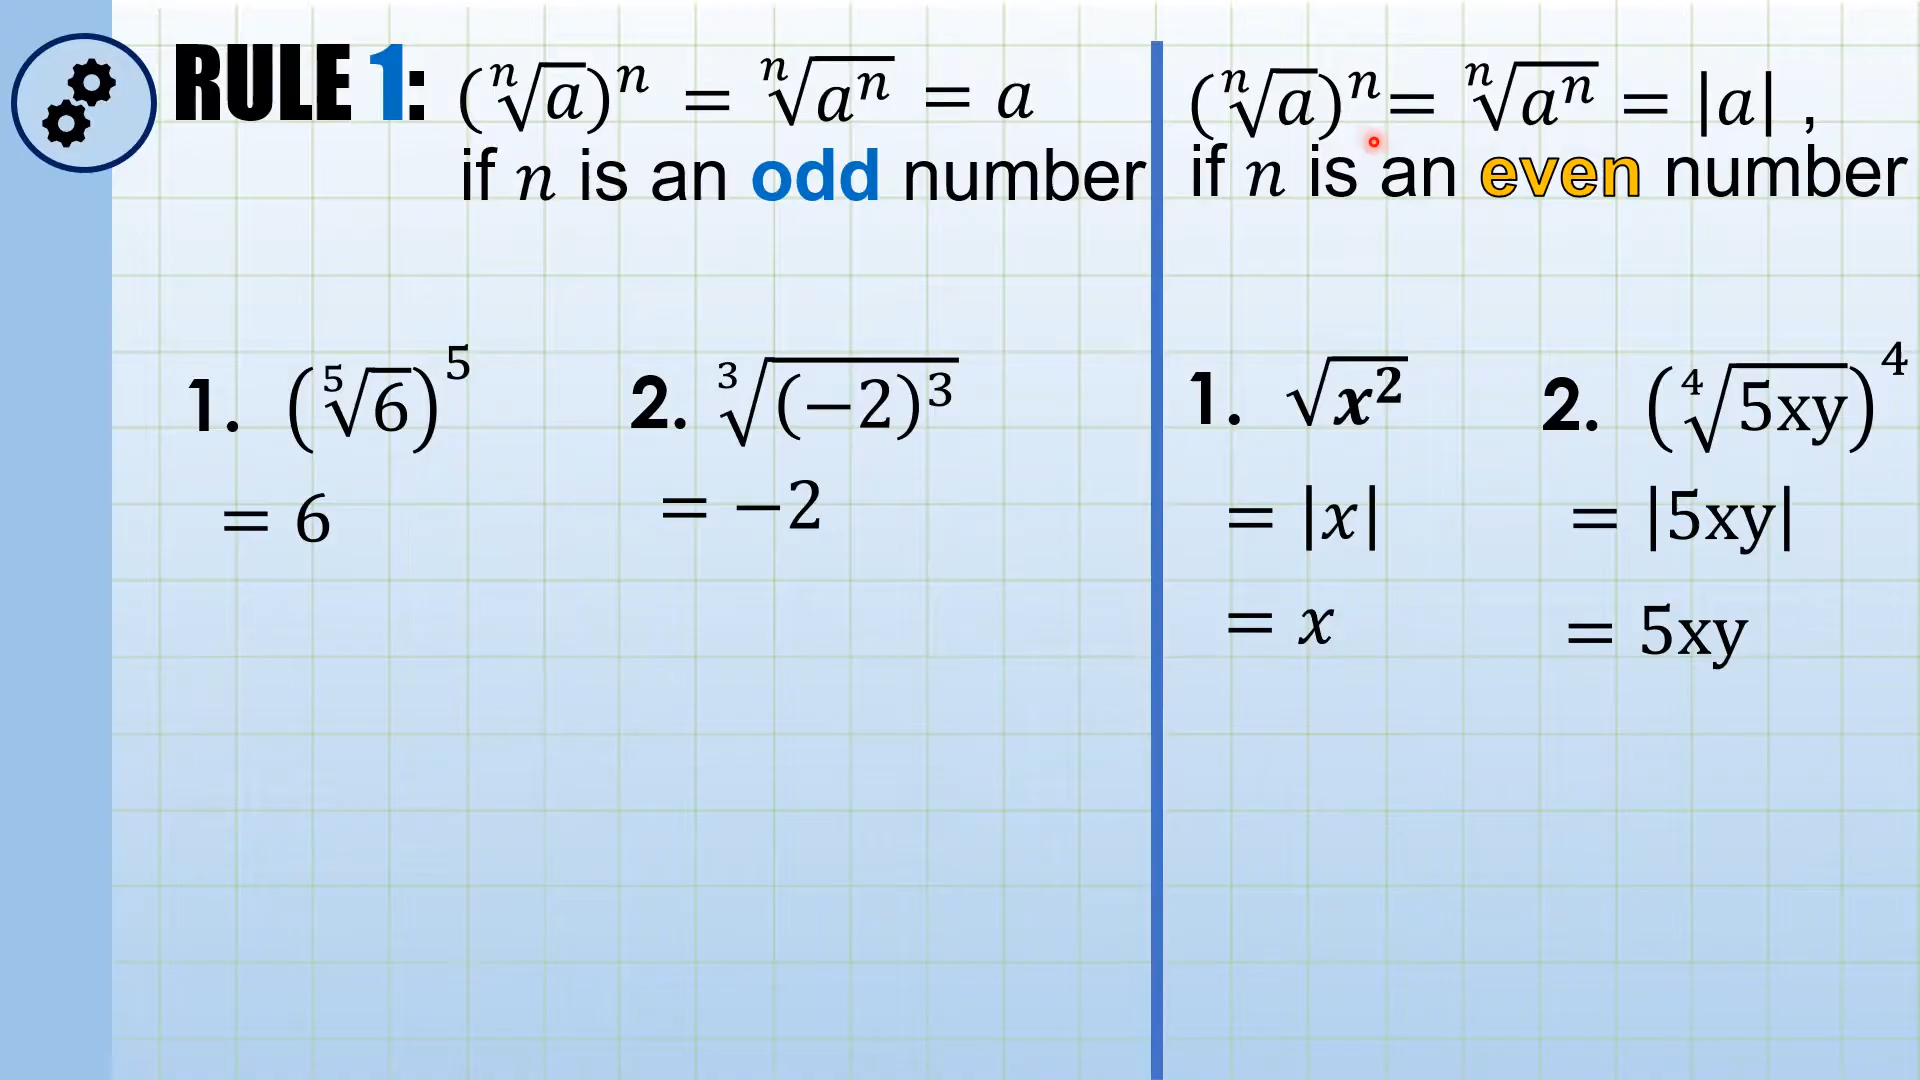 RULE 1: (ⁿ√a)ⁿ = ⁿ√aⁿ = a
if n is an odd number
(ⁿ√a)ⁿ = ⁿ√aⁿ = |a| ,
if n is an even number
1. (⁵√6)⁵
= 6
2. ³√(−2)³
= −2
1. √x²
= |x|
= x
2. (⁴√5xy)⁴
= |5xy|
= 5xy